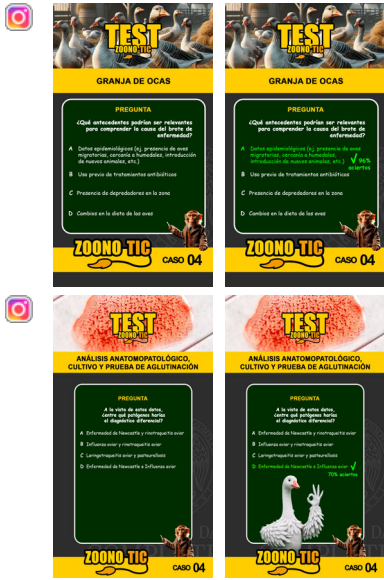 TEST
ZOONO-TIC
GRANJA DE OCAS
PREGUNTA
¿Qué antecedentes podrían ser relevantes
para comprender la causa del brote de
enfermedad?
A Datos epidemiológicos (ej. presencia de aves
migratorias, cercanía a humedales, introducción
de nuevos animales, etc.)
B Uso previo de tratamientos antibióticos
C Presencia de depredadores en la zona
D Cambios en la dieta de las aves
ZOONO-TIC
CASO 04
TEST
ZOONO-TIC
GRANJA DE OCAS
PREGUNTA
¿Qué antecedentes podrían ser relevantes
para comprender la causa del brote de
enfermedad?
A Datos epidemiológicos (ej. presencia de aves
migratorias, cercanía a humedales,
introducción de nuevos animales, etc.) √ 96%
aciertos
B Uso previo de tratamientos antibióticos
C Presencia de depredadores en la zona
D Cambios en la dieta de las aves
ZOONO-TIC
CASO 04
TEST
ZOONO-TIC
ANÁLISIS ANATOMOPATOLÓGICO,
CULTIVO Y PRUEBA DE AGLUTINACIÓN
PREGUNTA
A la vista de estos datos,
¿entre qué patógenos harías
el diagnóstico diferencial?
A Enfermedad de Newcastle y rinotraqueitis aviar
B Influenza aviar y rinotraqueitis aviar
C Laringotraqueitis aviar y pasteurellosis
D Enfermedad de Newcastle e Influenza aviar
ZOONO-TIC
CASO 04
TEST
ZOONO-TIC
ANÁLISIS ANATOMOPATOLÓGICO,
CULTIVO Y PRUEBA DE AGLUTINACIÓN
PREGUNTA
A la vista de estos datos,
¿entre qué patógenos harías
el diagnóstico diferencial?
A Enfermedad de Newcastle y rinotraqueitis aviar
B Influenza aviar y rinotraqueitis aviar
C Laringotraqueitis aviar y pasteurellosis
D Enfermedad de Newcastle e Influenza aviar √
70% aciertos
ZOONO-TIC
CASO 04